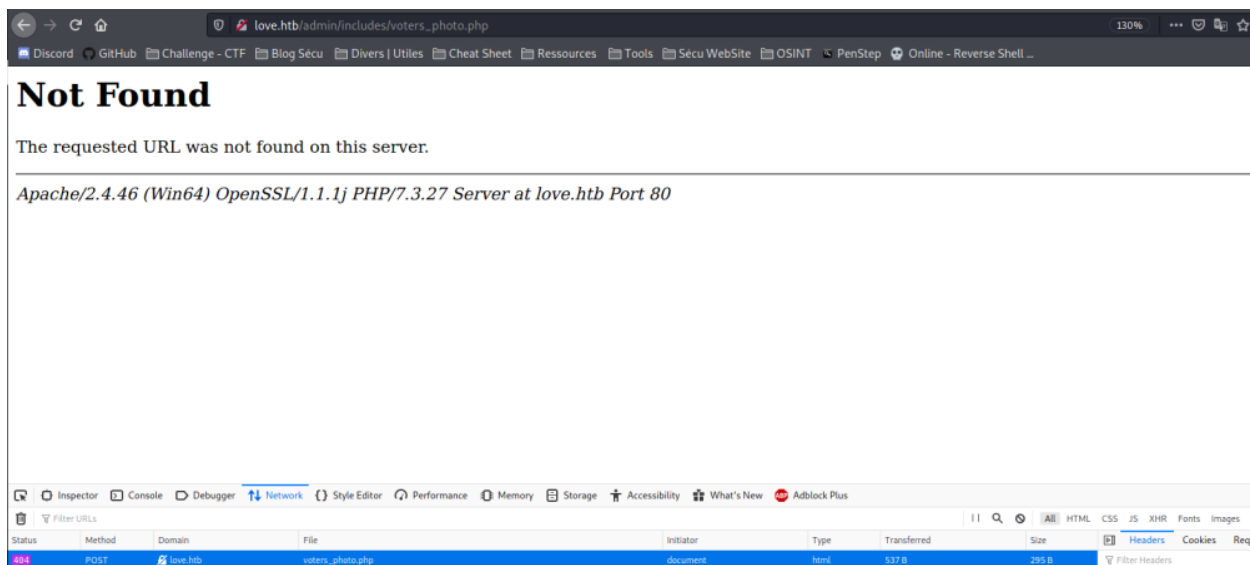 love.htb/admin/includes/voters_photo.php 130%
Discord GitHub Challenge - CTF Blog Sécu Divers | Utiles Cheat Sheet Ressources Tools Sécu WebSite OSINT PenStep Online - Reverse Shell ...
Not Found
The requested URL was not found on this server.
Apache/2.4.46 (Win64) OpenSSL/1.1.1j PHP/7.3.27 Server at love.htb Port 80
Inspector Console Debugger Network Style Editor Performance Memory Storage Accessibility What's New Adblock Plus
Filter URLs All HTML CSS JS XHR Fonts Images
Status Method Domain File Initiator Type Transferred Size Headers Cookies Req
404 POST love.htb voters_photo.php document html 537 B 295 B Filter Headers